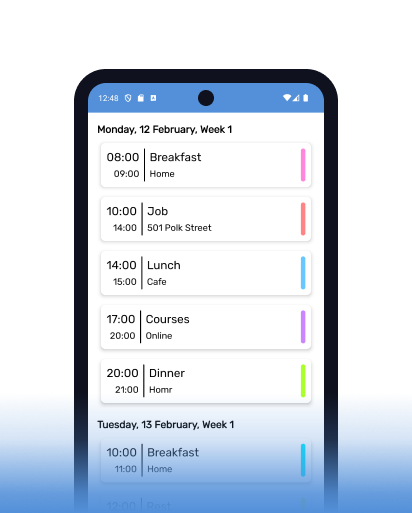 12:48
Monday, 12 February, Week 1
08:00 Breakfast
09:00 Home
10:00 Job
14:00 501 Polk Street
14:00 Lunch
15:00 Cafe
17:00 Courses
20:00 Online
20:00 Dinner
21:00 Homr
Tuesday, 13 February, Week 1
10:00 Breakfast
11:00 Home
12:00